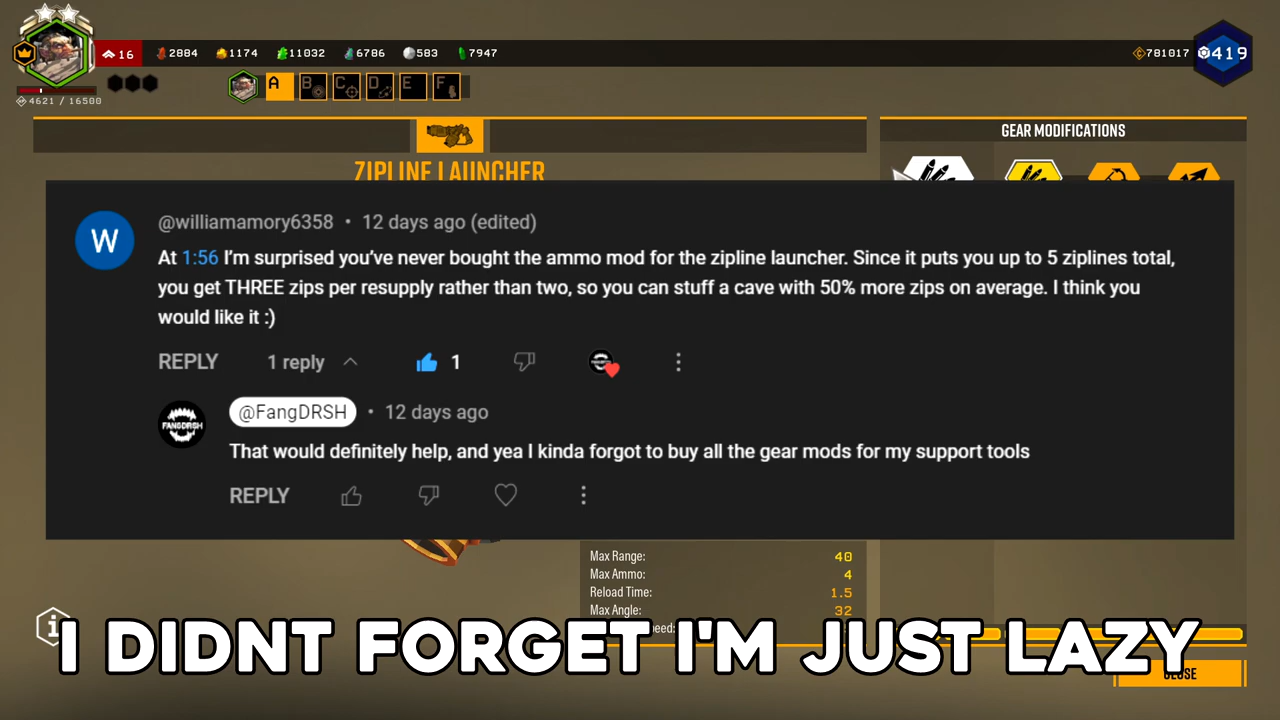 16 2884 1174 11032 6786 583 7947 781017 419
4621 / 16500
A B C D E F
GEAR MODIFICATIONS
ZIPLINE LAUNCHER
W
@williamamory6358 • 12 days ago (edited)
At 1:56 I'm surprised you've never bought the ammo mod for the zipline launcher. Since it puts you up to 5 ziplines total,
you get THREE zips per resupply rather than two, so you can stuff a cave with 50% more zips on average. I think you
would like it :)
REPLY 1 reply 1
FANGDRSH
@FangDRSH • 12 days ago
That would definitely help, and yea I kinda forgot to buy all the gear mods for my support tools
REPLY
Max Range: 40
Max Ammo: 4
Reload Time: 1.5
Max Angle: 32
I DIDNT FORGET I'M JUST LAZY